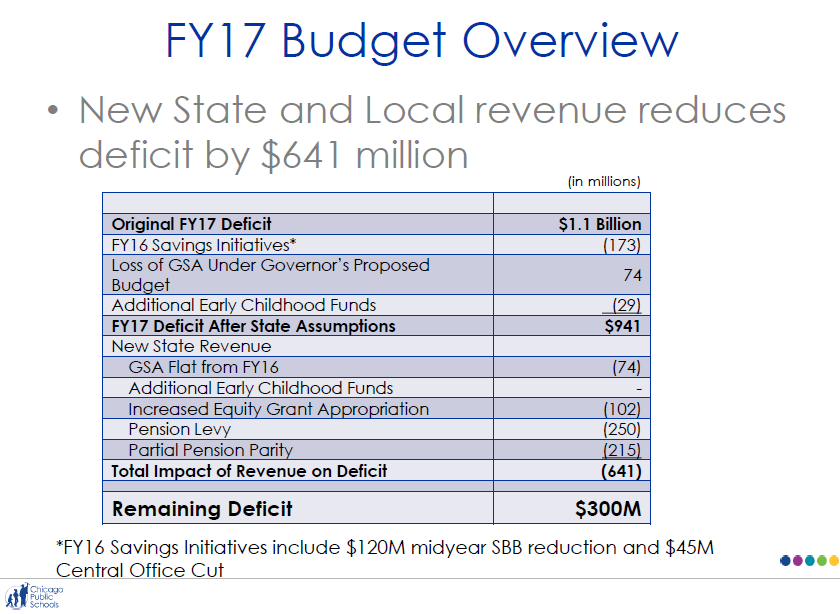 FY17 Budget Overview
• New State and Local revenue reduces
deficit by $641 million
(in millions)
Original FY17 Deficit $1.1 Billion
FY16 Savings Initiatives* (173)
Loss of GSA Under Governor's Proposed
Budget 74
Additional Early Childhood Funds (29)
FY17 Deficit After State Assumptions $941
New State Revenue
GSA Flat from FY16 (74)
Additional Early Childhood Funds -
Increased Equity Grant Appropriation (102)
Pension Levy (250)
Partial Pension Parity (215)
Total Impact of Revenue on Deficit (641)
Remaining Deficit $300M
*FY16 Savings Initiatives include $120M midyear SBB reduction and $45M
Central Office Cut
Chicago
Public
Schools